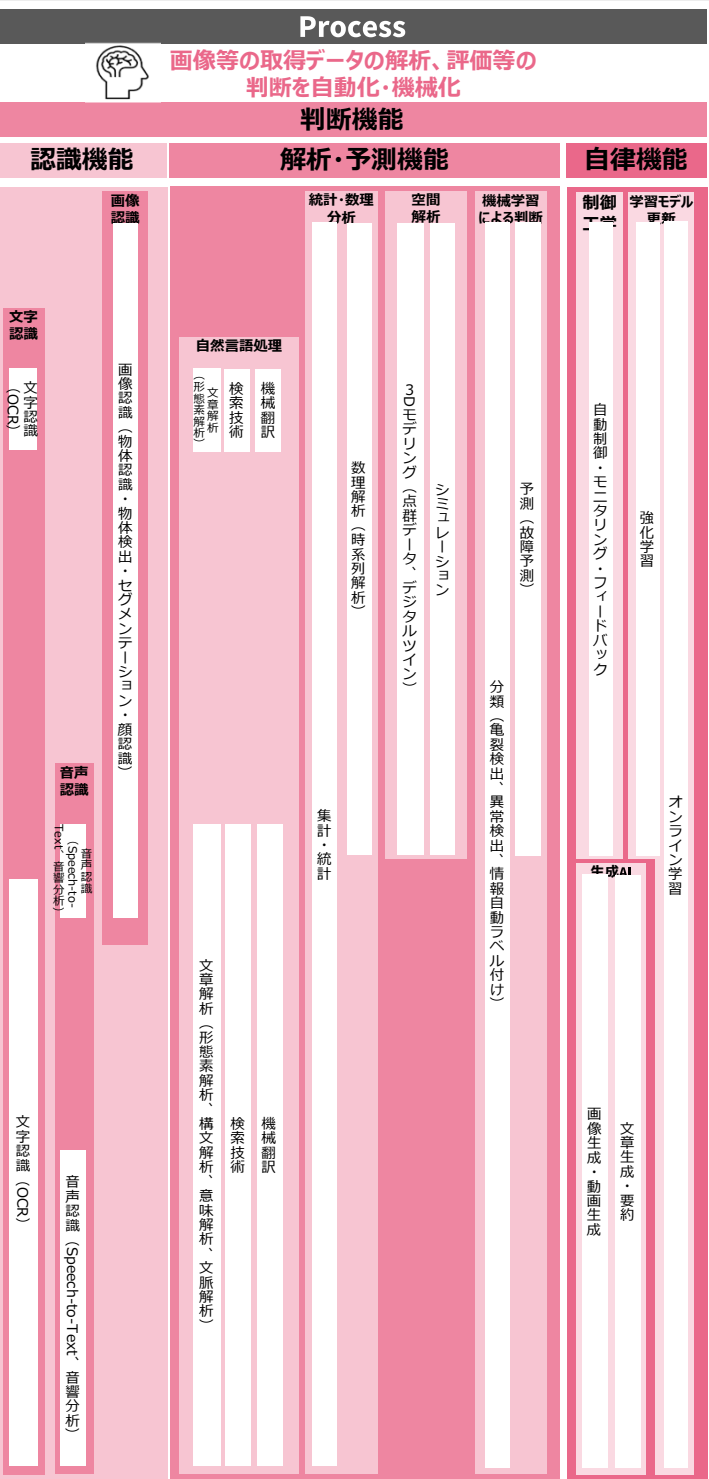 Process
画像等の取得データの解析、評価等の
判断を自動化・機械化
判断機能
認識機能
解析・予測機能
自律機能
文字
認識
文字認識
（OCR）
文字認識（OCR）
音声
認識
音声認識
（Speech-to-
Text、音響分析）
音声認識（Speech-to-Text、音響分析）
画像
認識
画像認識（物体認識・物体検出・セグメンテーション・顔認識）
自然言語処理
文章解析
（形態素解析）
検索技術
機械翻訳
文章解析（形態素解析、構文解析、意味解析、文脈解析）
検索技術
機械翻訳
統計・数理
分析
集計・統計
数理解析（時系列解析）
空間
解析
3Dモデリング（点群データ、デジタルツイン）
シミュレーション
機械学習
による判断
分類（亀裂検出、異常検出、情報自動ラベル付け）
予測（故障予測）
制御
工学
自動制御・モニタリング・フィードバック
学習モデル
更新
強化学習
オンライン学習
生成AI
画像生成・動画生成
文章生成・要約